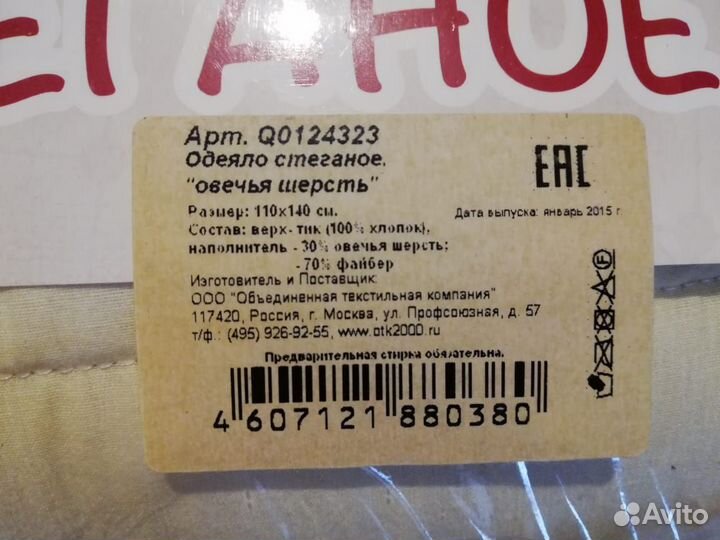 ЕГАНОЕ
Арт. Q0124323
Одеяло стеганое.
"овечья шерсть"
EAC
Размер: 110х140 см.
Дата выпуска: январь 2015 г
Состав: верх- тик (100% хлопок),
наполнитель - 30% овечья шерсть;
- 70% файбер
Изготовитель и Поставщик:
ООО "Объединенная текстильная компания"
117420, Россия, г. Москва, ул. Профсоюзная, д. 57
т/ф.: (495) 926-92-55, www.otk2000.ru
Предварительная стирка обязательна.
4 607121 880380
Avito